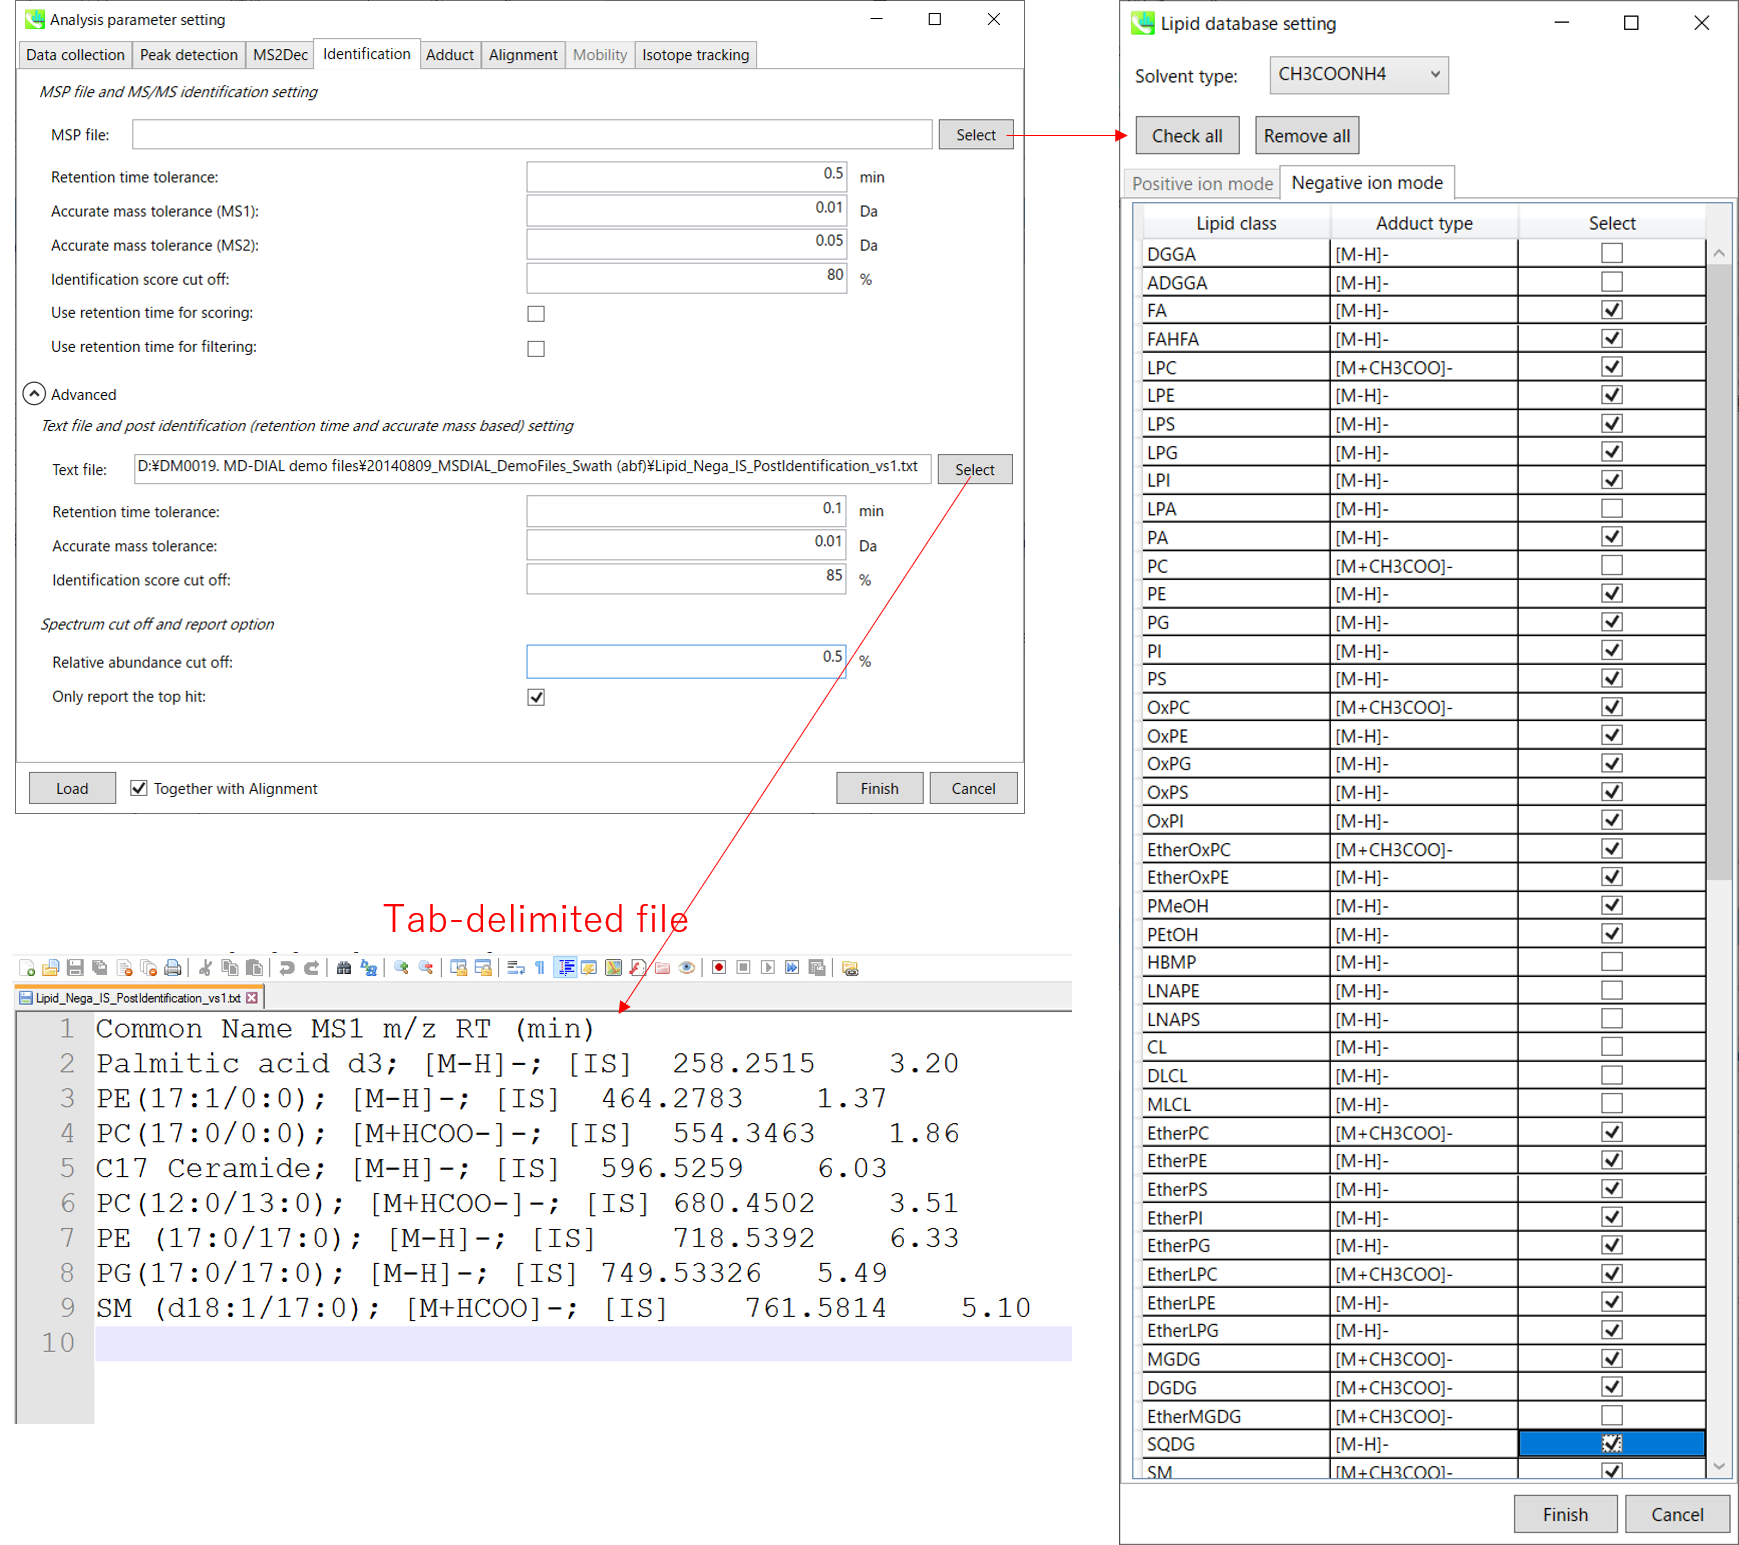 Analysis parameter setting
Data collection Peak detection MS2Dec Identification Adduct Alignment Mobility Isotope tracking
MSP file and MS/MS identification setting
MSP file: Select
Retention time tolerance: 0.5 min
Accurate mass tolerance (MS1): 0.01 Da
Accurate mass tolerance (MS2): 0.05 Da
Identification score cut off: 80 %
Use retention time for scoring:
Use retention time for filtering:
Advanced
Text file and post identification (retention time and accurate mass based) setting
Text file: D:¥DM0019. MD-DIAL demo files¥20140809_MSDIAL_DemoFiles_Swath (abf)¥Lipid_Nega_IS_PostIdentification_vs1.txt Select
Retention time tolerance: 0.1 min
Accurate mass tolerance: 0.01 Da
Identification score cut off: 85 %
Spectrum cut off and report option
Relative abundance cut off: 0.5 %
Only report the top hit:
Load Together with Alignment Finish Cancel
Tab-delimited file
Lipid_Nega_IS_PostIdentification_vs1.txt
1 Common Name MS1 m/z RT (min)
2 Palmitic acid d3; [M-H]-; [IS] 258.2515 3.20
3 PE(17:1/0:0); [M-H]-; [IS] 464.2783 1.37
4 PC(17:0/0:0); [M+HCOO-]-; [IS] 554.3463 1.86
5 C17 Ceramide; [M-H]-; [IS] 596.5259 6.03
6 PC(12:0/13:0); [M+HCOO-]-; [IS] 680.4502 3.51
7 PE (17:0/17:0); [M-H]-; [IS] 718.5392 6.33
8 PG(17:0/17:0); [M-H]-; [IS] 749.53326 5.49
9 SM (d18:1/17:0); [M+HCOO]-; [IS] 761.5814 5.10
10
Lipid database setting
Solvent type: CH3COONH4
Check all Remove all
Positive ion mode Negative ion mode
Lipid class Adduct type Select
DGGA [M-H]-
ADGGA [M-H]-
FA [M-H]-
FAHFA [M-H]-
LPC [M+CH3COO]-
LPE [M-H]-
LPS [M-H]-
LPG [M-H]-
LPI [M-H]-
LPA [M-H]-
PA [M-H]-
PC [M+CH3COO]-
PE [M-H]-
PG [M-H]-
PI [M-H]-
PS [M-H]-
OxPC [M+CH3COO]-
OxPE [M-H]-
OxPG [M-H]-
OxPS [M-H]-
OxPI [M-H]-
EtherOxPC [M+CH3COO]-
EtherOxPE [M-H]-
PMeOH [M-H]-
PEtOH [M-H]-
HBMP [M-H]-
LNAPE [M-H]-
LNAPS [M-H]-
CL [M-H]-
DLCL [M-H]-
MLCL [M-H]-
EtherPC [M+CH3COO]-
EtherPE [M-H]-
EtherPS [M-H]-
EtherPI [M-H]-
EtherPG [M-H]-
EtherLPC [M+CH3COO]-
EtherLPE [M-H]-
EtherLPG [M-H]-
MGDG [M+CH3COO]-
DGDG [M+CH3COO]-
EtherMGDG [M+CH3COO]-
SQDG [M-H]-
SM [M+CH3COO]-
Finish Cancel